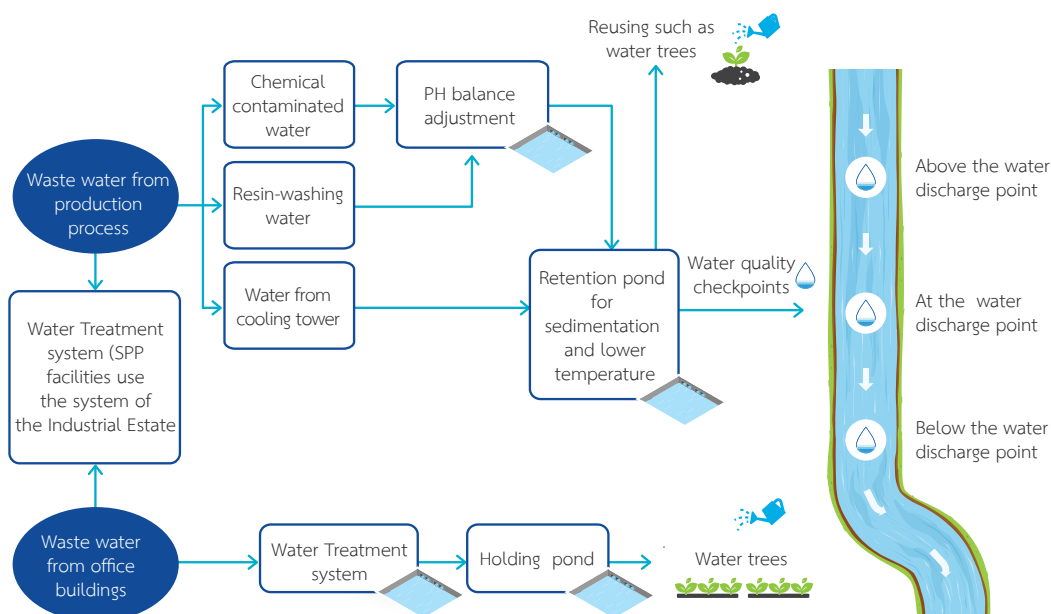 Reusing such as
water trees
Chemical
contaminated
water
PH balance
adjustment
Waste water from
production
process
Resin-washing
water
Water from
cooling tower
Retention pond
for
sedimentation
and lower
temperature
Water quality
checkpoints
Above the water
discharge point
At the water
discharge point
Below the water
discharge point
Water Treatment
system (SPP
facilities use
the system of
the Industrial Estate
Waste water
from office
buildings
Water Treatment
system
Holding pond
Water trees